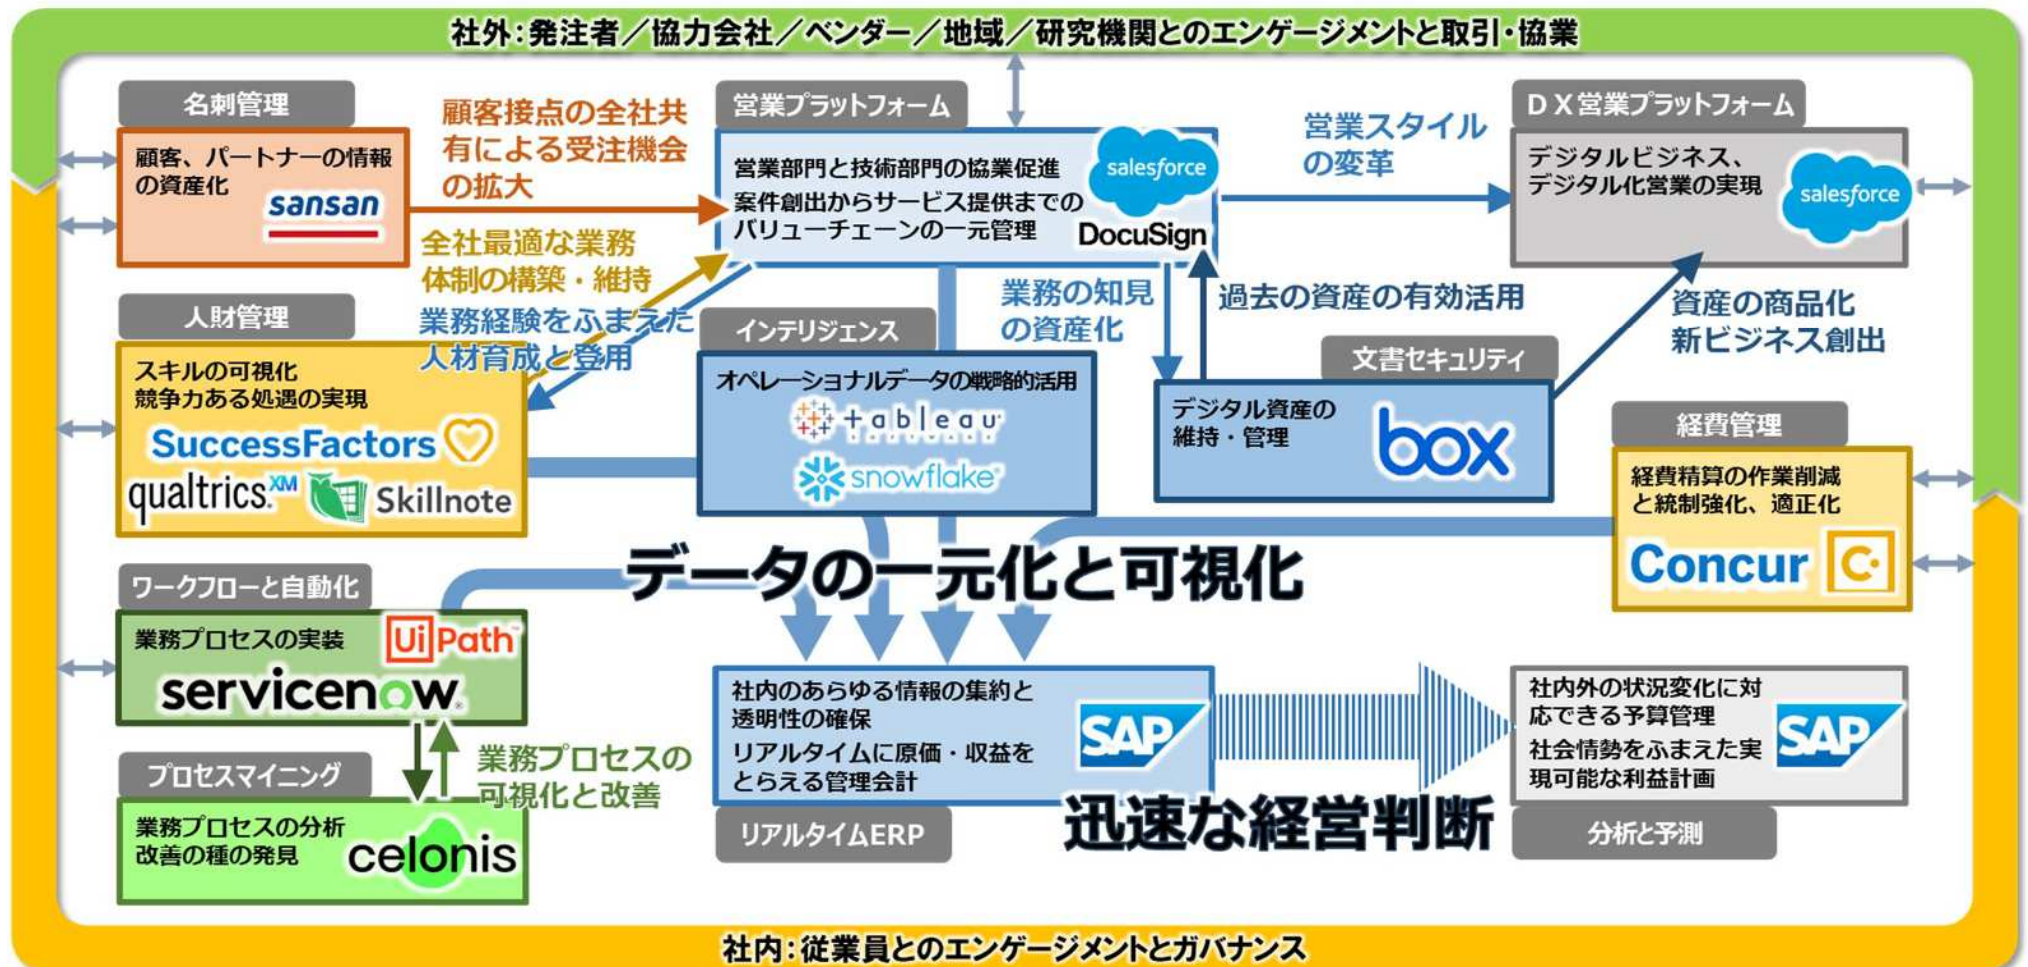 社外：発注者／協力会社／ベンダー／地域／研究機関とのエンゲージメントと取引・協業
名刺管理
顧客、パートナーの情報
の資産化
sansan
顧客接点の全社共
有による受注機会
の拡大
営業プラットフォーム
営業部門と技術部門の協業促進
案件創出からサービス提供までの
バリューチェーンの一元管理
salesforce
DocuSign
営業スタイル
の変革
ＤＸ営業プラットフォーム
デジタルビジネス、
デジタル化営業の実現
salesforce
全社最適な業務
体制の構築・維持
業務経験をふまえた
人材育成と登用
人財管理
スキルの可視化
競争力ある処遇の実現
SuccessFactors
qualtrics.XM
Skillnote
インテリジェンス
オペレーショナルデータの戦略的活用
+ableau
SOFTWARE
snowflake
業務の知見
の資産化
過去の資産の有効活用
資産の商品化
新ビジネス創出
文書セキュリティ
デジタル資産の
維持・管理
box
経費管理
経費精算の作業削減
と統制強化、適正化
Concur C.
データの一元化と可視化
ワークフローと自動化
業務プロセスの実装
UiPath
servicenow
業務プロセスの
可視化と改善
プロセスマイニング
業務プロセスの分析
改善の種の発見
celonis
社内のあらゆる情報の集約と
透明性の確保
リアルタイムに原価・収益を
とらえる管理会計
SAP
リアルタイムERP
迅速な経営判断
社内外の状況変化に対
応できる予算管理
社会情勢をふまえた実
現可能な利益計画
SAP
分析と予測
社内：従業員とのエンゲージメントとガバナンス